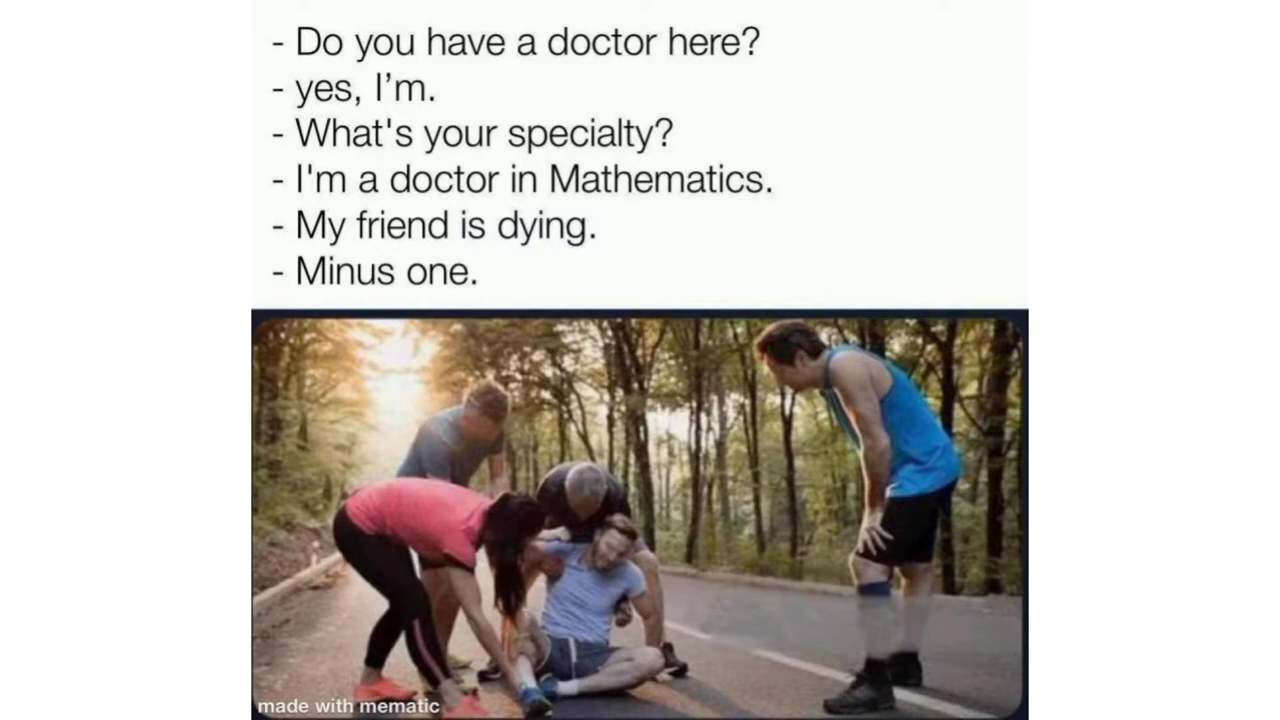 - Do you have a doctor here?
- yes, I’m.
- What's your specialty?
- I'm a doctor in Mathematics.
- My friend is dying.
- Minus one.
made with mematic